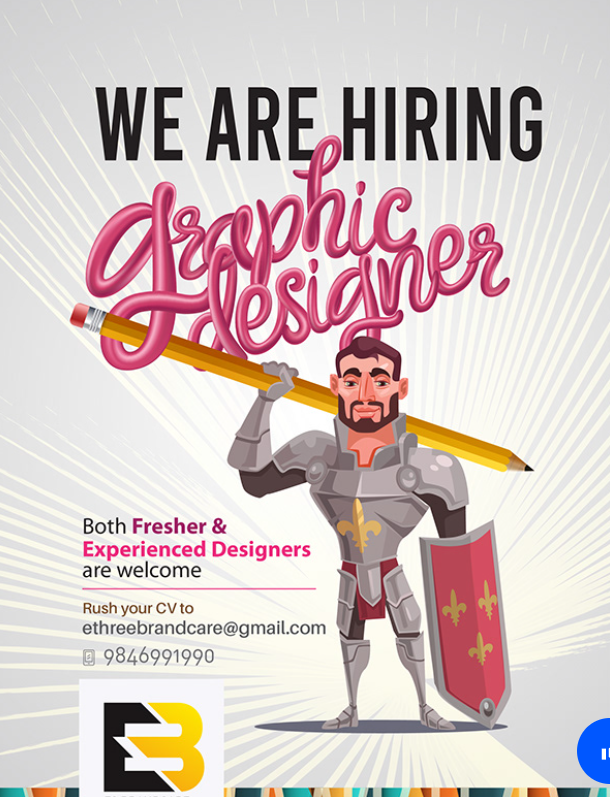 WE ARE HIRING
graphic
designer
Both Fresher &
Experienced Designers
are welcome
Rush your CV to
ethreebrandcare@gmail.com
9846991990
E3